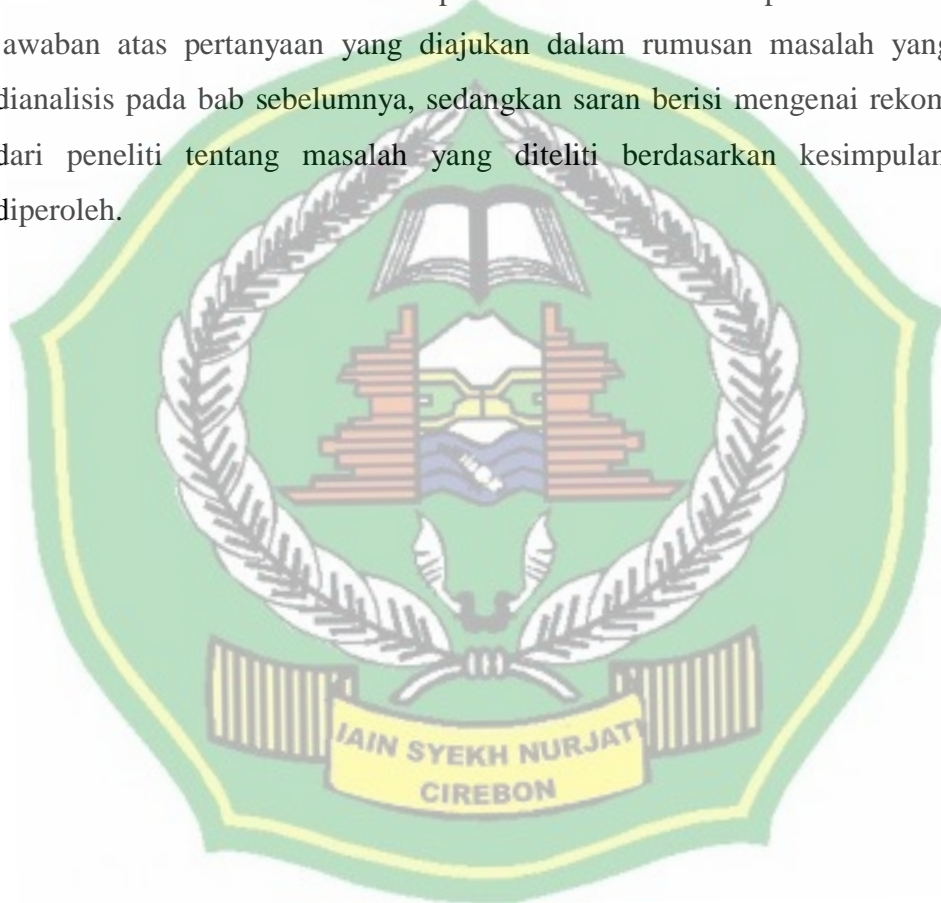 awaban atas pertanyaan yang diajukan dalam rumusan masalah yang
dianalisis pada bab sebelumnya, sedangkan saran berisi mengenai rekom
dari peneliti tentang masalah yang diteliti berdasarkan kesimpulan
diperoleh.
IAIN SYEKH NURJATI
CIREBON